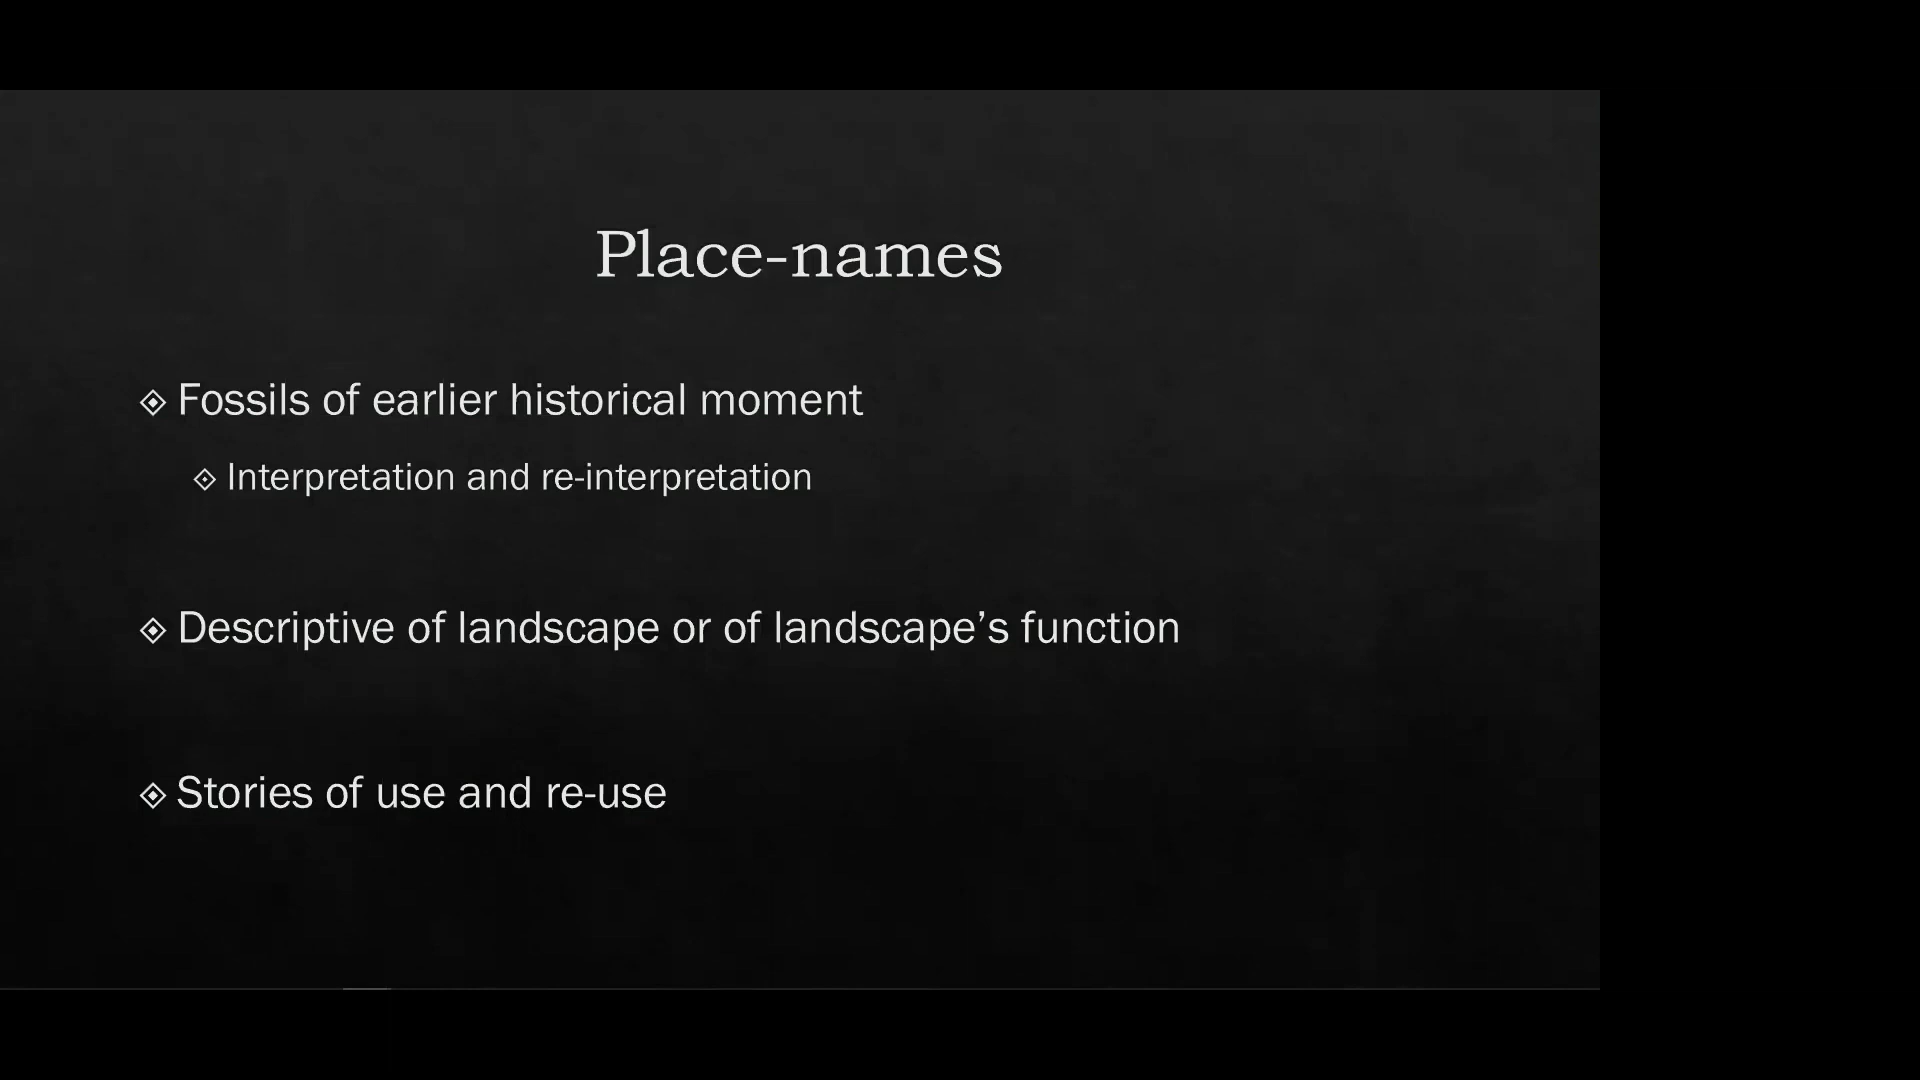 Place-names
Fossils of earlier historical moment
Interpretation and re-interpretation
Descriptive of landscape or of landscape’s function
Stories of use and re-use